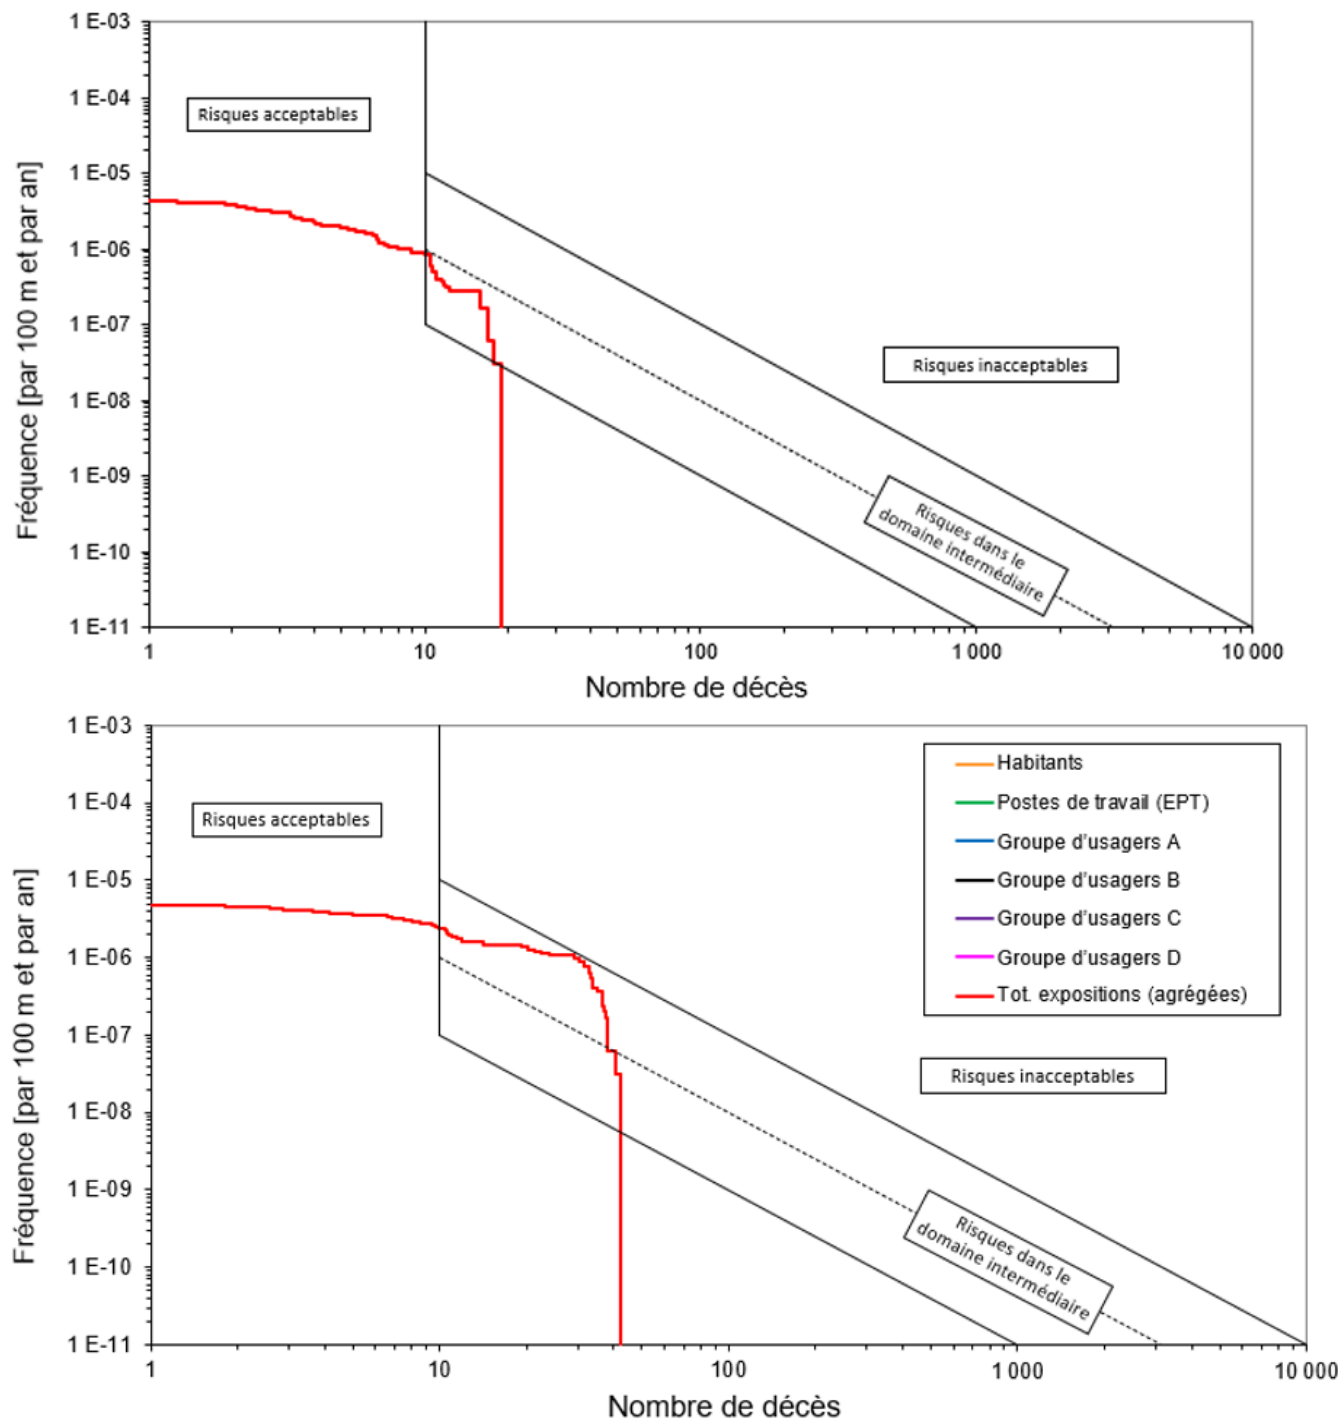 1 E-03
1 E-04
1 E-05
1 E-06
1 E-07
1 E-08
1 E-09
1 E-10
1 E-11
Fréquence [par 100 m et par an]
Risques acceptables
Risques inacceptables
Risques dans le
domaine intermédiaire
1 10 100 1 000 10 000
Nombre de décès
1 E-03
1 E-04
1 E-05
1 E-06
1 E-07
1 E-08
1 E-09
1 E-10
1 E-11
Fréquence [par 100 m et par an]
Risques acceptables
Habitants
Postes de travail (EPT)
Groupe d'usagers A
Groupe d'usagers B
Groupe d'usagers C
Groupe d'usagers D
Tot. expositions (agrégées)
Risques inacceptables
Risques dans le
domaine intermédiaire
1 10 100 1 000 10 000
Nombre de décès